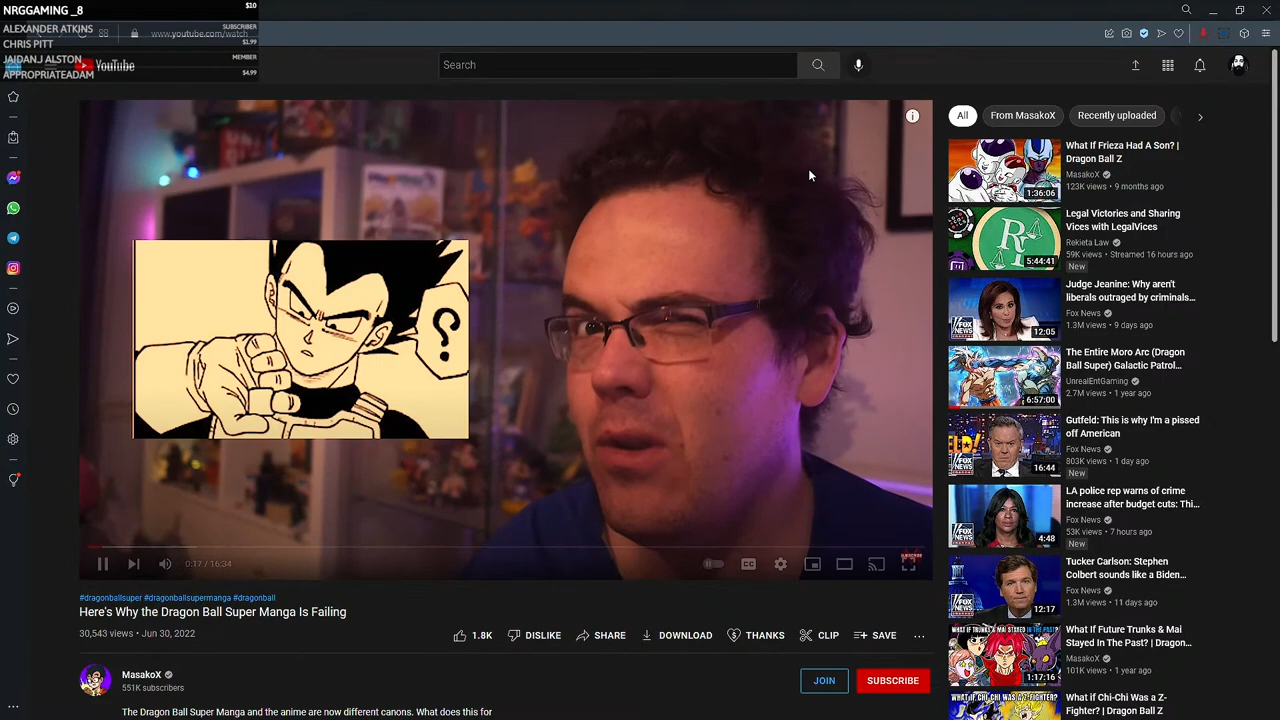 NRGGAMING _8
$10
ALEXANDER ATKINS
SUBSCRIBER
CHRIS PITT
$1.99
JAIDANJ ALSTON
MEMBER
APPROPRIATEADAM
$4.99
www.youtube.com/watch
YouTube
Search
?
i
0:17 / 16:34
CC
#dragonballsuper #dragonballsupermanga #dragonball
Here's Why the Dragon Ball Super Manga Is Failing
30,543 views • Jun 30, 2022
1.8K
DISLIKE
SHARE
DOWNLOAD
THANKS
CLIP
SAVE
MasakoX
551K subscribers
JOIN
SUBSCRIBE
The Dragon Ball Super Manga and the anime are now different canons. What does this for
All
From MasakoX
Recently uploaded
What If Frieza Had A Son? |
Dragon Ball Z
MasakoX
123K views • 9 months ago
1:36:06
Legal Victories and Sharing
Vices with LegalVices
Rekieta Law
59K views • Streamed 16 hours ago
New
5:44:41
Judge Jeanine: Why aren't
liberals outraged by criminals...
Fox News
1.3M views • 9 days ago
12:05
The Entire Moro Arc (Dragon
Ball Super) Galactic Patrol...
UnrealEntGaming
2.7M views • 1 year ago
6:57:00
Gutfeld: This is why I'm a pissed
off American
Fox News
803K views • 1 day ago
New
16:44
LA police rep warns of crime
increase after budget cuts: Thi...
Fox News
53K views • 7 hours ago
New
4:48
Tucker Carlson: Stephen
Colbert sounds like a Biden...
Fox News
1.3M views • 11 days ago
12:17
What If Future Trunks & Mai
Stayed In The Past? | Dragon...
MasakoX
101K views • 1 year ago
1:17:16
What if Chi-Chi Was a Z-
Fighter? | Dragon Ball Z